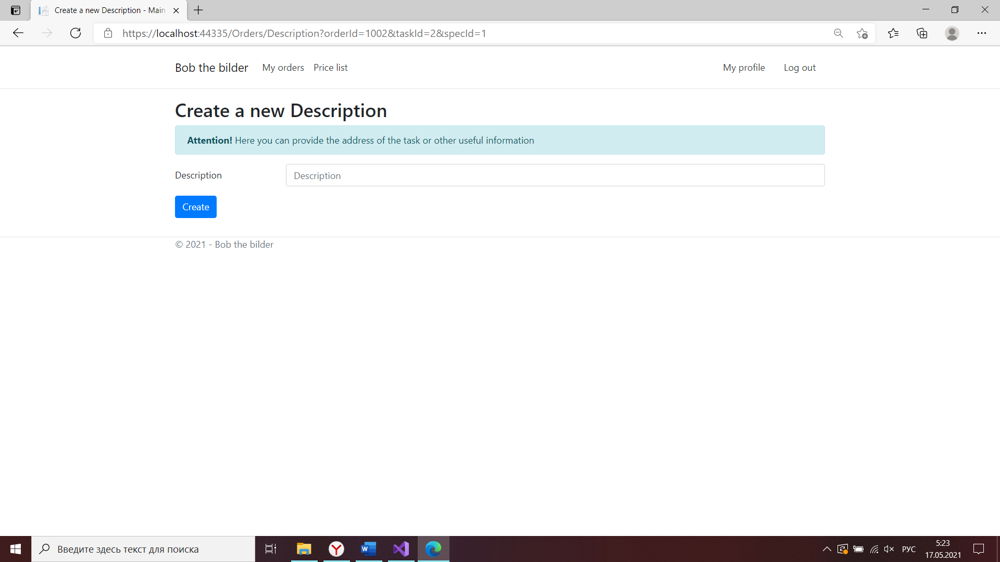 Create a new Description - Main
https://localhost:44335/Orders/Description?orderId=1002&taskId=2&specId=1
Bob the bilder My orders Price list My profile Log out
Create a new Description
Attention! Here you can provide the address of the task or other useful information
Description Description
Create
© 2021 - Bob the bilder
Введите здесь текст для поиска
РУС
5:23
17.05.2021